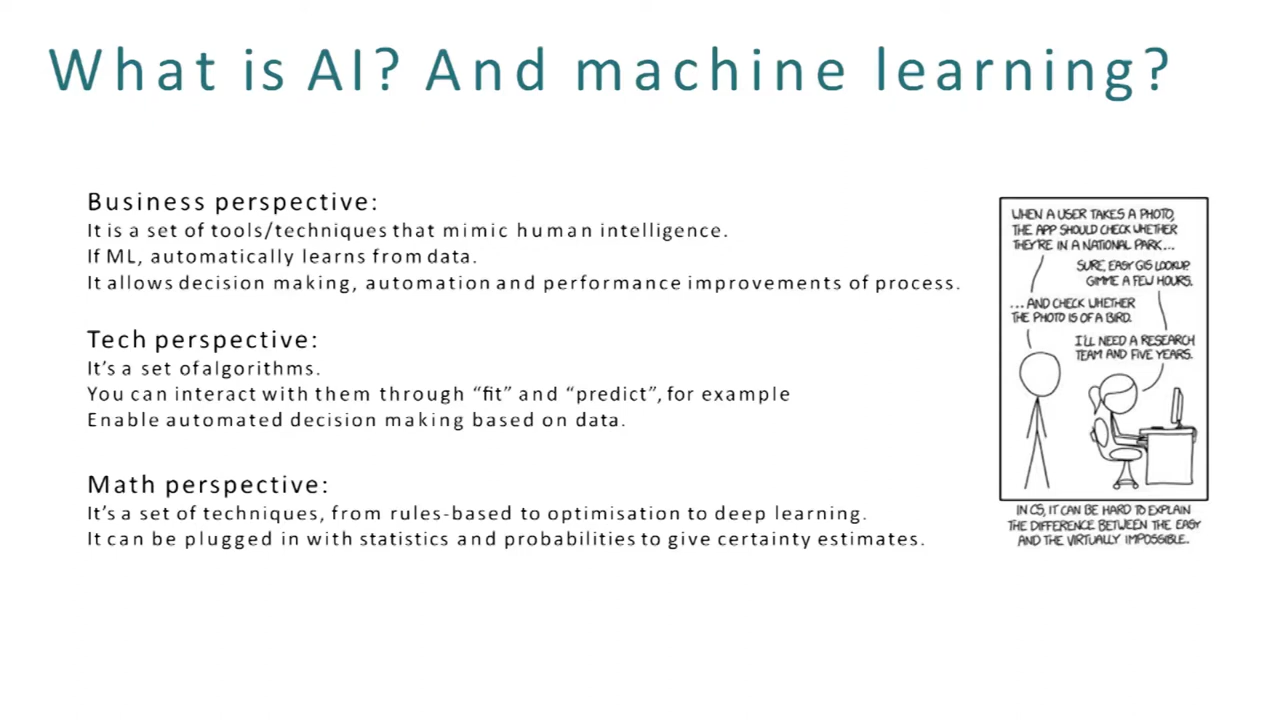 What is AI? And machine learning?
Business perspective:
It is a set of tools/techniques that mimic human intelligence.
If ML, automatically learns from data.
It allows decision making, automation and performance improvements of process.
Tech perspective:
It's a set ofalgorithms.
You can interact with them through “fit” and “predict”, for example
Enable automated decision making based on data.
Math perspective:
It's a set of techniques, from rules-based to optimisation to deep learning.
It can be plugged in with statistics and probabilities to give certainty estimates.
WHEN A USER TAKES A PHOTO,
THE APP SHOULD CHECK WHETHER
THEY'RE IN A NATIONAL PARK...
SURE, EASY GIS LOOKUP.
GIMME A FEW HOURS.
...AND CHECK WHETHER
THE PHOTO IS OF A BIRD.
I'LL NEED A RESEARCH
TEAM AND FIVE YEARS.
IN CS, IT CAN BE HARD TO EXPLAIN
THE DIFFERENCE BETWEEN THE EASY
AND THE VIRTUALLY IMPOSSIBLE.